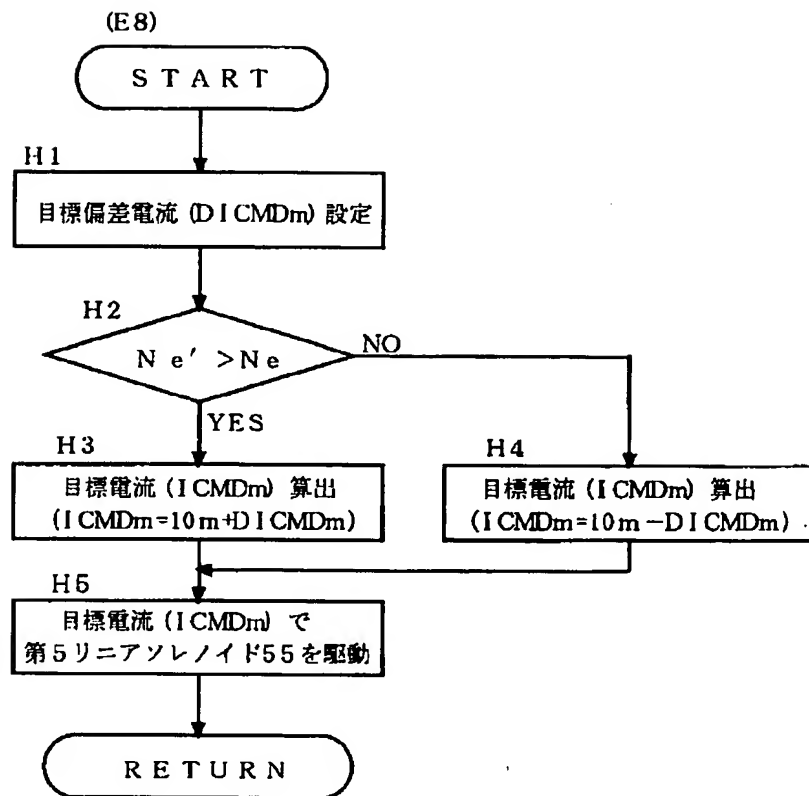 (E8)
START
H1
目標偏差電流 (DICMDm) 設定
H2
Ne′ >Ne
NO
YES
H3
目標電流 (ICMDm) 算出
(ICMDm=10m+DICMDm)
H4
目標電流 (ICMDm) 算出
(ICMDm=10m−DICMDm)
H5
目標電流 (ICMDm) で
第5リニアソレノイド55を駆動
RETURN